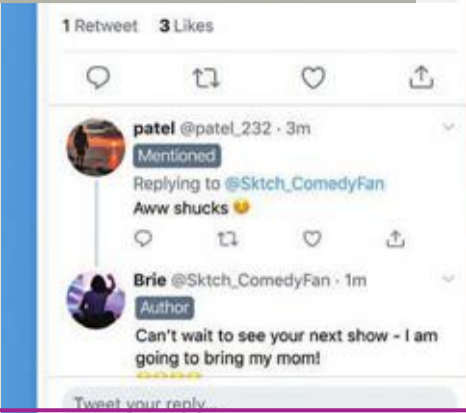 1 Retweet 3 Likes
patel @patel_232 · 3m
Mentioned
Replying to @Sktch_ComedyFan
Aww shucks
Brie @Sktch_ComedyFan · 1m
Author
Can't wait to see your next show - I am
going to bring my mom!
Tweet your reply...